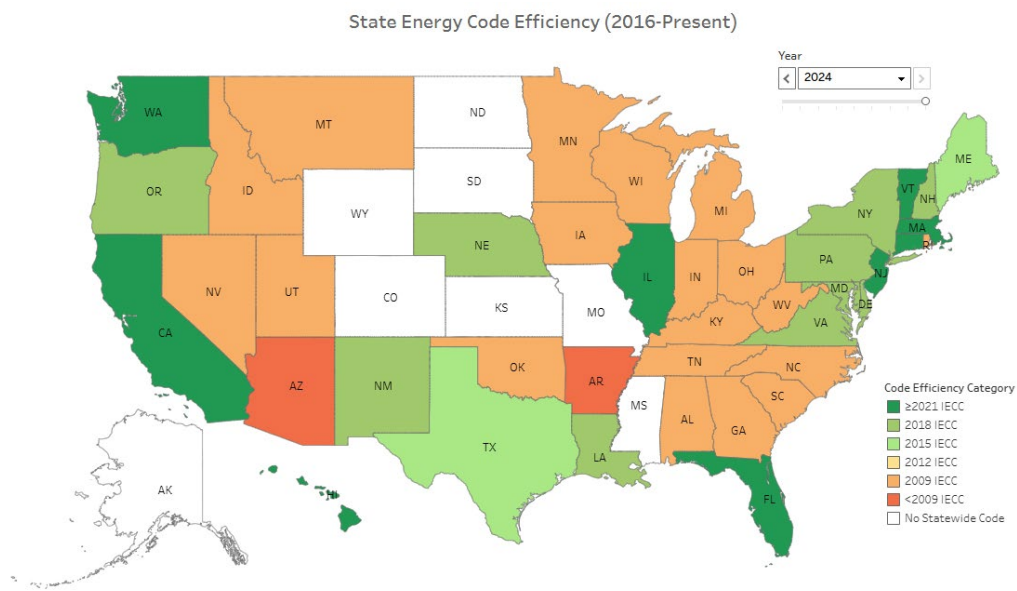 State Energy Code Efficiency (2016-Present)
Year
2024
WA
MT
ND
MN
ME
SD
WI
VT
NH
OR
ID
WY
MI
NY
MA
RI
NE
IA
PA
NJ
NV
UT
CO
KS
MO
IL
IN
OH
MD
DE
WV
VA
CA
KY
TN
NC
AZ
NM
OK
AR
MS
AL
GA
SC
TX
LA
FL
AK
HI
Code Efficiency Category
≥2021 IECC
2018 IECC
2015 IECC
2012 IECC
2009 IECC
<2009 IECC
No Statewide Code